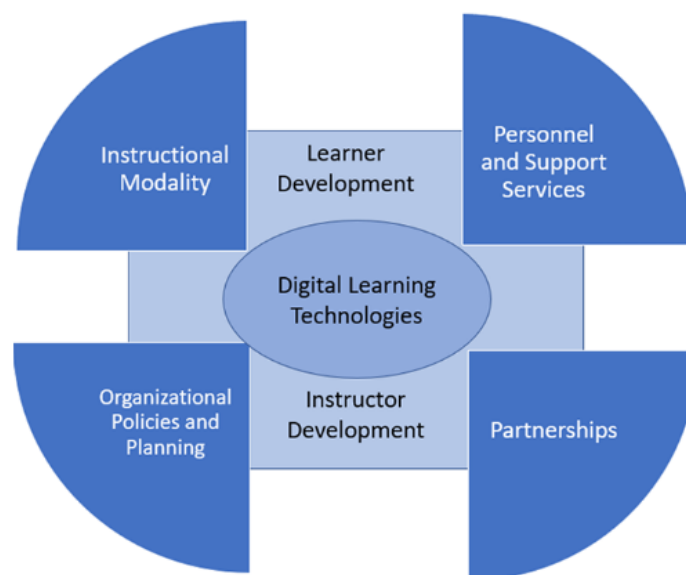 Instructional
Modality
Learner
Development
Personnel
and Support
Services
Digital Learning
Technologies
Organizational
Policies and
Planning
Instructor
Development
Partnerships